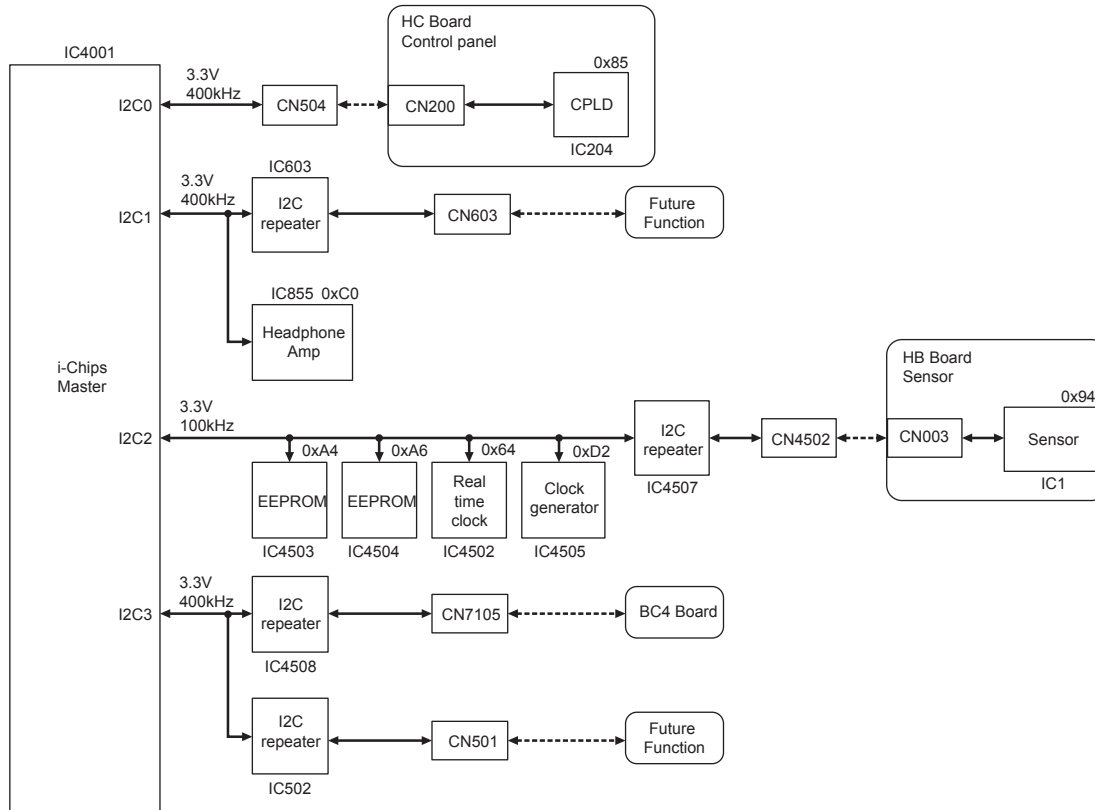 HC Board
Control panel
IC4001
0x85
3.3V
400kHz
I2C0
CN504
CN200
CPLD
IC204
IC603
3.3V
400kHz
I2C1
I2C
repeater
CN603
Future
Function
IC855 0xC0
Headphone
Amp
i-Chips
Master
HB Board
Sensor
0x94
3.3V
100kHz
I2C2
0xA4
0xA6
0x64
0xD2
I2C
repeater
IC4507
CN4502
CN003
Sensor
IC1
EEPROM
IC4503
EEPROM
IC4504
Real
time
clock
IC4502
Clock
generator
IC4505
3.3V
400kHz
I2C3
I2C
repeater
IC4508
CN7105
BC4 Board
I2C
repeater
IC502
CN501
Future
Function